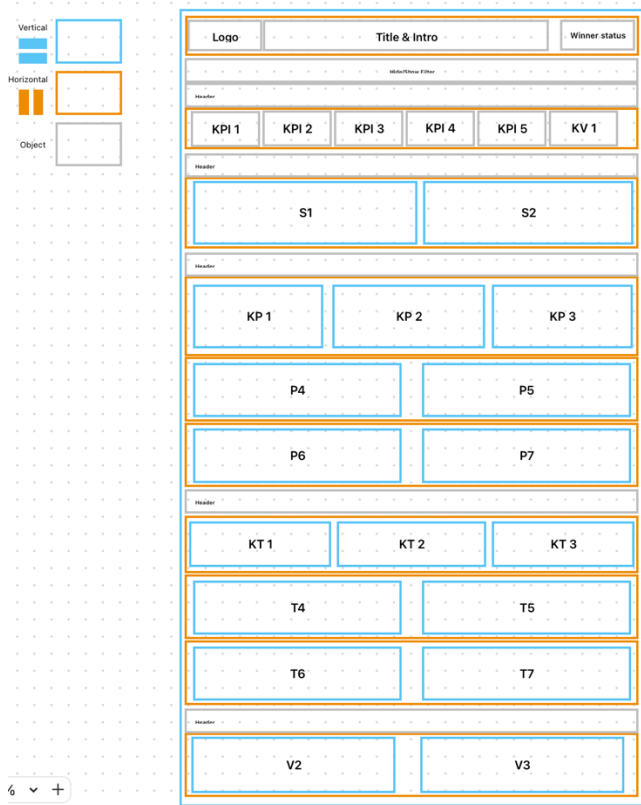 Vertical
Horizontal
Object
Logo
Title & Intro
Winner status
Hide/Show Filter
Header
KPI 1
KPI 2
KPI 3
KPI 4
KPI 5
KV 1
Header
S1
S2
Header
KP 1
KP 2
KP 3
P4
P5
P6
P7
Header
KT 1
KT 2
KT 3
T4
T5
T6
T7
Header
V2
V3
%